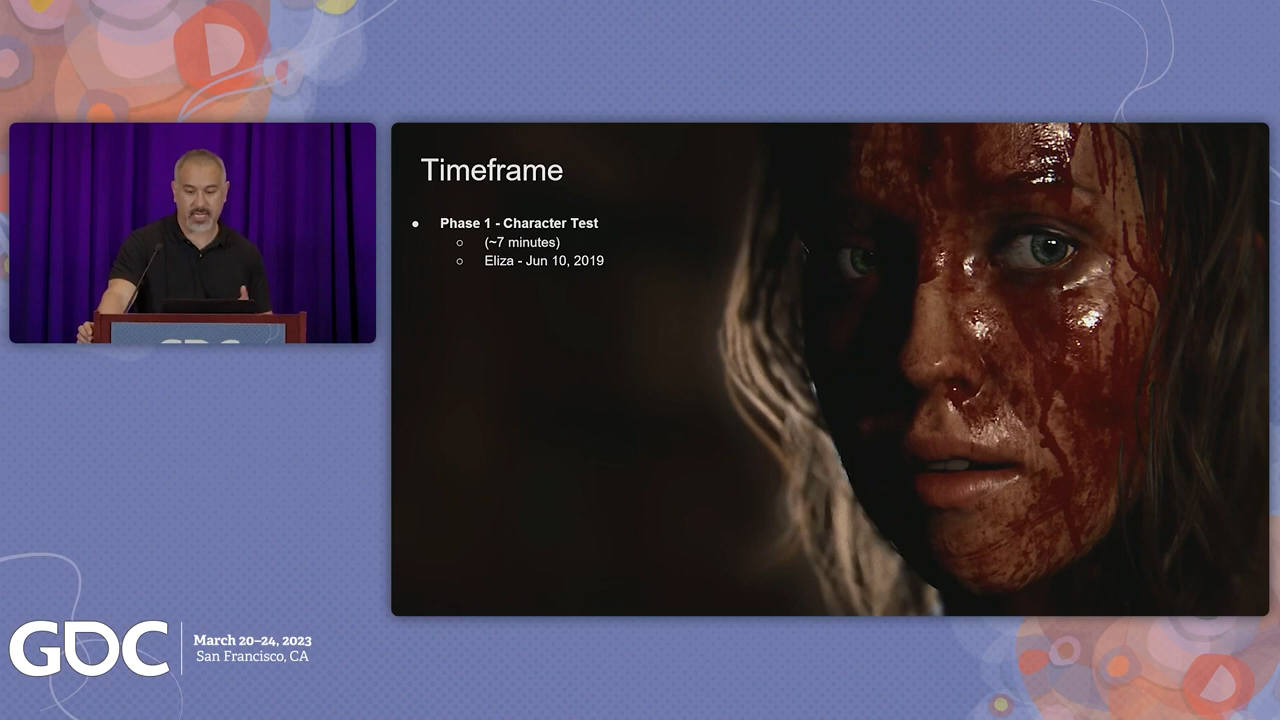 Timeframe
● Phase 1 - Character Test
○ (~7 minutes)
○ Eliza - Jun 10, 2019
GDC
GDC
March 20–24, 2023
San Francisco, CA